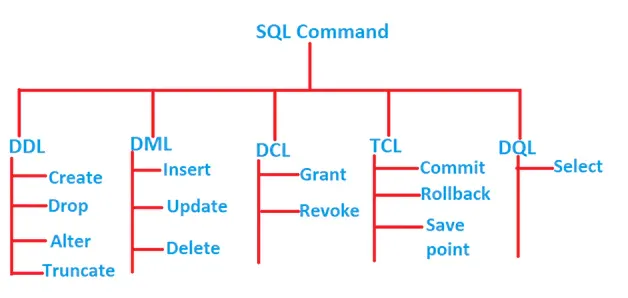 SQL Command
DDL
Create
Drop
Alter
Truncate
DML
Insert
Update
Delete
DCL
Grant
Revoke
TCL
Commit
Rollback
Save
point
DQL
Select